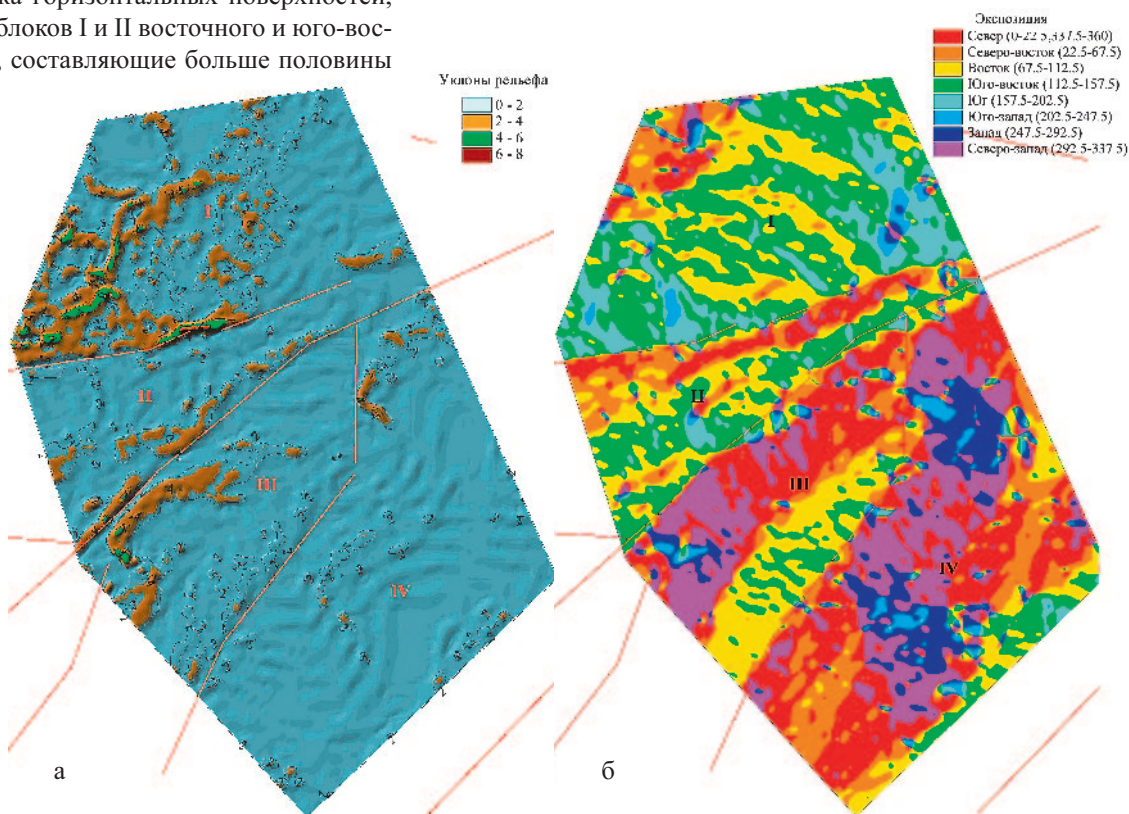 ка горизонтальных поверхностей,
блоков I и II восточного и юго-вос-
, составляющие больше половины
Уклоны рельефа
0 - 2
2 - 4
4 - 6
6 - 8
Экспозиция
Север (0-22.5,337.5-360)
Северо-восток (22.5-67.5)
Восток (67.5-112.5)
Юго-восток (112.5-157.5)
Юг (157.5-202.5)
Юго-запад (202.5-247.5)
Запад (247.5-292.5)
Северо-запад (292.5-337.5)
I
II
III
IV
I
II
III
IV
а
б